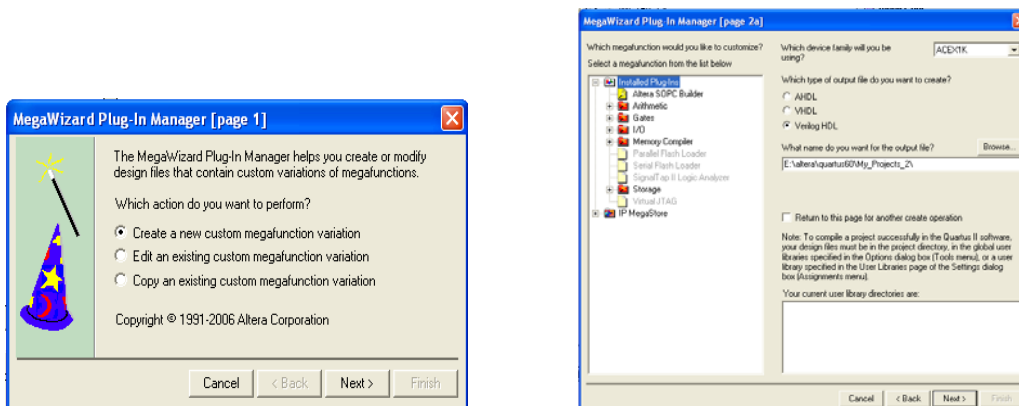 MegaWizard Plug-In Manager [page 1]
The MegaWizard Plug-In Manager helps you create or modify
design files that contain custom variations of megafunctions.
Which action do you want to perform?
Create a new custom megafunction variation
Edit an existing custom megafunction variation
Copy an existing custom megafunction variation
Copyright © 1991-2006 Altera Corporation
Cancel
< Back
Next >
Finish
MegaWizard Plug-In Manager [page 2a]
Which megafunction would you like to customize?
Select a megafunction from the list below
Installed Plug-Ins
Altera SOPC Builder
Arithmetic
Gates
I/O
Memory Compiler
Parallel Flash Loader
Serial Flash Loader
SignalTap II Logic Analyzer
Storage
Virtual JTAG
IP MegaStore
Which device family will you be
using?
ACEX1K
Which type of output file do you want to create?
AHDL
VHDL
Verilog HDL
What name do you want for the output file?
Browse...
E:\altera\quartus60\My_Projects_2\
Return to this page for another create operation
Note: To compile a project successfully in the Quartus II software,
your design files must be in the project directory, in the global user
libraries specified in the Options dialog box (Tools menu), or a user
library specified in the User Libraries page of the Settings dialog
box (Assignments menu).
Your current user library directories are:
Cancel
< Back
Next >
Finish